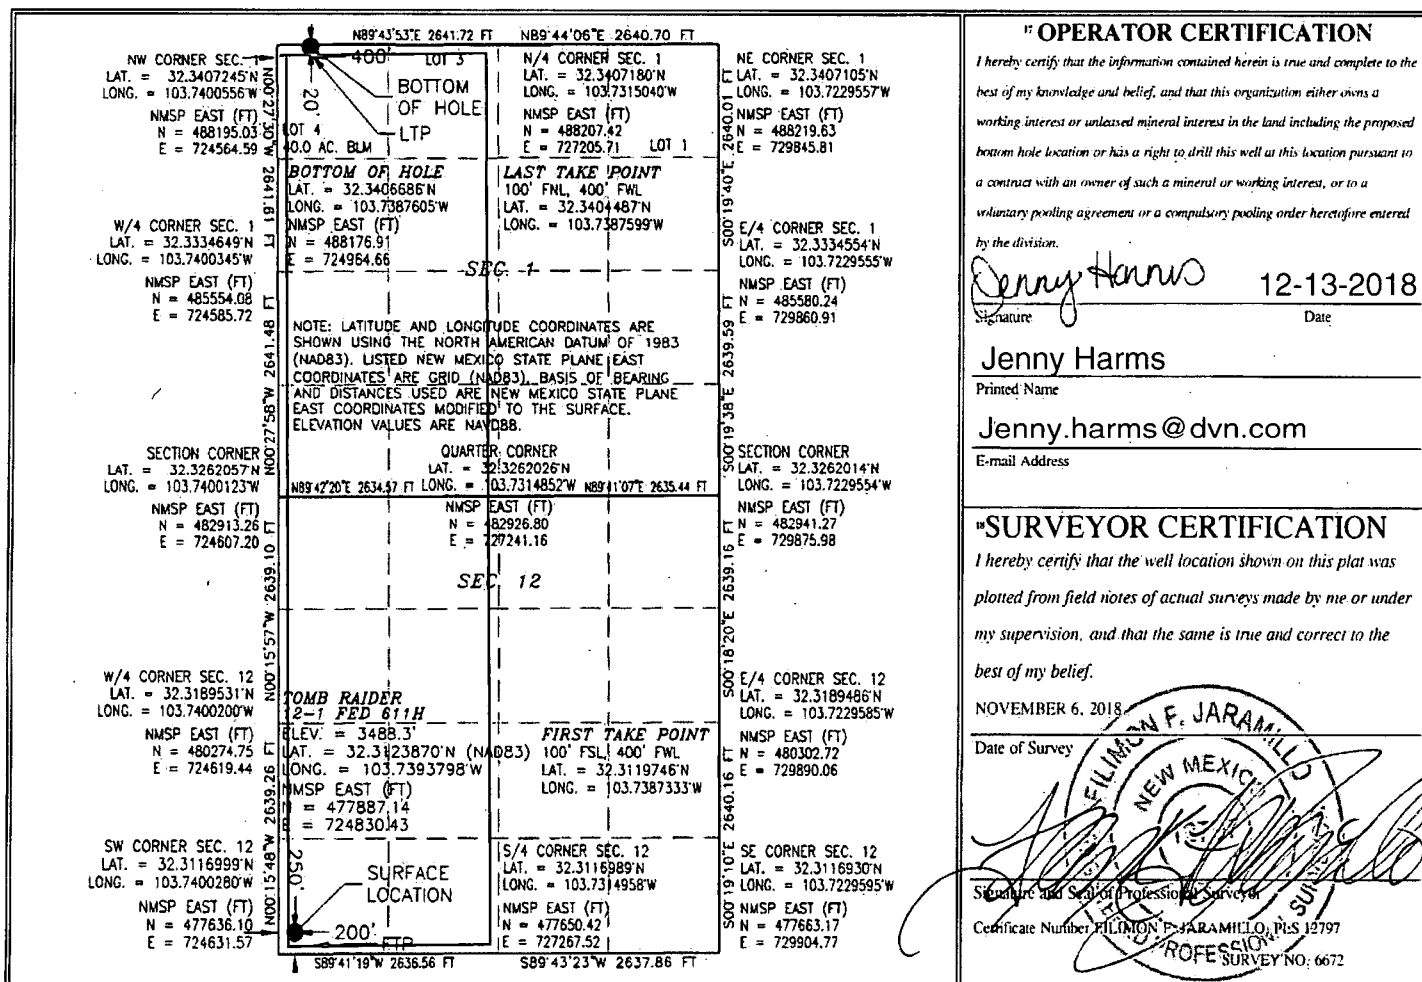 N89°43'53"E 2641.72 FT N89°44'06"E 2640.70 FT
NW CORNER SEC. 1
LAT. = 32.3407245'N
LONG. = 103.7400556'W
NMSP EAST (FT)
N = 488195.03
E = 724564.59
400'
LOT 3
20'
BOTTOM
OF HOLE
LTP
LOT 4
40.0 AC. BLM
N/4 CORNER SEC. 1
LAT. = 32.3407180'N
LONG. = 103.7315040'W
NMSP EAST (FT)
N = 488207.42
E = 727205.71
LOT 1
NE CORNER SEC. 1
LAT. = 32.3407105'N
LONG. = 103.7229557'W
NMSP EAST (FT)
N = 488219.63
E = 729845.81
N00°27'30"W 2641.61 FT
S00°19'40"E 2640.01 FT
BOTTOM OF HOLE
LAT. = 32.3406686'N
LONG. = 103.7387605'W
NMSP EAST (FT)
N = 488176.91
E = 724964.66
LAST TAKE POINT
100' FNL, 400' FWL
LAT. = 32.3404487'N
LONG. = 103.7387599'W
W/4 CORNER SEC. 1
LAT. = 32.3334649'N
LONG. = 103.7400345'W
NMSP EAST (FT)
N = 485554.08
E = 724585.72
SEC. 1
E/4 CORNER SEC. 1
LAT. = 32.3334554'N
LONG. = 103.7229555'W
NMSP EAST (FT)
N = 485580.24
E = 729860.91
N00°27'58"W 2641.48 FT
S00°19'38"E 2639.59 FT
NOTE: LATITUDE AND LONGITUDE COORDINATES ARE
SHOWN USING THE NORTH AMERICAN DATUM OF 1983
(NAD83). LISTED NEW MEXICO STATE PLANE EAST
COORDINATES ARE GRID (NAD83). BASIS OF BEARING
AND DISTANCES USED ARE NEW MEXICO STATE PLANE
EAST COORDINATES MODIFIED TO THE SURFACE.
ELEVATION VALUES ARE NAVD88.
SECTION CORNER
LAT. = 32.3262057'N
LONG. = 103.7400123'W
NMSP EAST (FT)
N = 482913.26
E = 724607.20
QUARTER CORNER
LAT. = 32.3262026'N
LONG. = 103.7314852'W
N89°42'20"E 2634.57 FT
N89°41'07"E 2635.44 FT
NMSP EAST (FT)
N = 482926.80
E = 727241.16
SECTION CORNER
LAT. = 32.3262014'N
LONG. = 103.7229554'W
NMSP EAST (FT)
N = 482941.27
E = 729875.98
N00°15'57"W 2639.10 FT
S00°18'20"E 2639.16 FT
SEC. 12
W/4 CORNER SEC. 12
LAT. = 32.3189531'N
LONG. = 103.7400200'W
NMSP EAST (FT)
N = 480274.75
E = 724619.44
TOMB RAIDER
12-1 FED 611H
ELEV. = 3488.3'
LAT. = 32.3123870'N (NAD83)
LONG. = 103.7393798'W
NMSP EAST (FT)
N = 477887.14
E = 724830.43
FIRST TAKE POINT
100' FSL, 400' FWL
LAT. = 32.3119746'N
LONG. = 103.7387333'W
E/4 CORNER SEC. 12
LAT. = 32.3189486'N
LONG. = 103.7229585'W
NMSP EAST (FT)
N = 480302.72
E = 729890.06
N00°15'48"W 2639.26 FT
S00°19'10"E 2640.16 FT
SW CORNER SEC. 12
LAT. = 32.3116999'N
LONG. = 103.7400280'W
NMSP EAST (FT)
N = 477636.10
E = 724631.57
250'
SURFACE
LOCATION
200'
FTP
S/4 CORNER SEC. 12
LAT. = 32.3116989'N
LONG. = 103.7314958'W
NMSP EAST (FT)
N = 477650.42
E = 727267.52
SE CORNER SEC. 12
LAT. = 32.3116930'N
LONG. = 103.7229595'W
NMSP EAST (FT)
N = 477663.17
E = 729904.77
S89°41'19"W 2636.56 FT S89°43'23"W 2637.86 FT
17 OPERATOR CERTIFICATION
I hereby certify that the information contained herein is true and complete to the
best of my knowledge and belief, and that this organization either owns a
working interest or unleased mineral interest in the land including the proposed
bottom hole location or has a right to drill this well at this location pursuant to
a contract with an owner of such a mineral or working interest, or to a
voluntary pooling agreement or a compulsory pooling order heretofore entered
by the division.
Jenny Harms 12-13-2018
Signature Date
Jenny Harms
Printed Name
Jenny.harms@dvn.com
E-mail Address
18 SURVEYOR CERTIFICATION
I hereby certify that the well location shown on this plat was
plotted from field notes of actual surveys made by me or under
my supervision, and that the same is true and correct to the
best of my belief.
NOVEMBER 6, 2018
Date of Survey
FILIMON F. JARAMILLO
NEW MEXICO
Signature and Seal of Professional Surveyor
Certificate Number FILIMON F. JARAMILLO, PLS 12797
PROFESSIONAL SURVEYOR
SURVEY NO. 6672